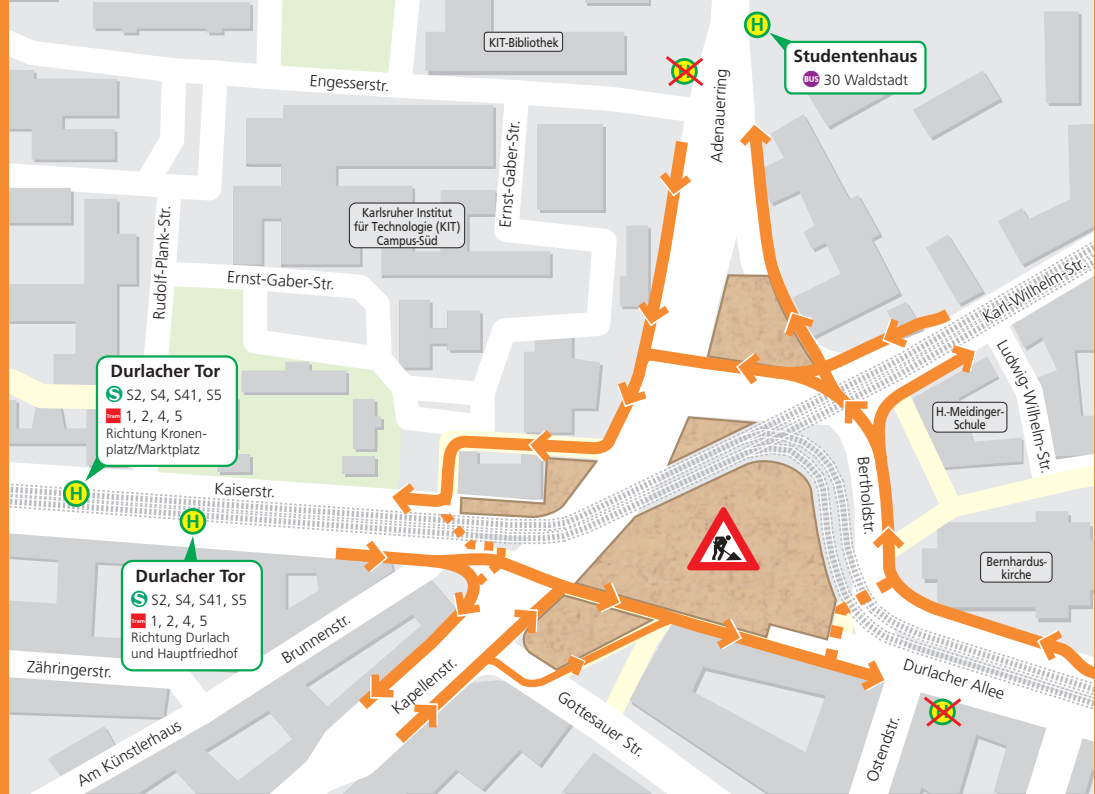 KIT-Bibliothek
H
Studentenhaus
BUS 30 Waldstadt
H
Engesserstr.
Adenauerring
Ernst-Gaber-Str.
Karlsruher Institut
für Technologie (KIT)
Campus-Süd
Rudolf-Plank-Str.
Ernst-Gaber-Str.
Karl-Wilhelm-Str.
Ludwig-Wilhelm-Str.
Durlacher Tor
S S2, S4, S41, S5
Tram 1, 2, 4, 5
Richtung Kronen-
platz/Marktplatz
H.-Meidinger-
Schule
H
Kaiserstr.
Bertholdstr.
H
Durlacher Tor
S S2, S4, S41, S5
Tram 1, 2, 4, 5
Richtung Durlach
und Hauptfriedhof
Bernhardus-
kirche
Brunnenstr.
Zähringerstr.
Kapellenstr.
Durlacher Allee
Gottesauer Str.
H
Am Künstlerhaus
Ostendstr.